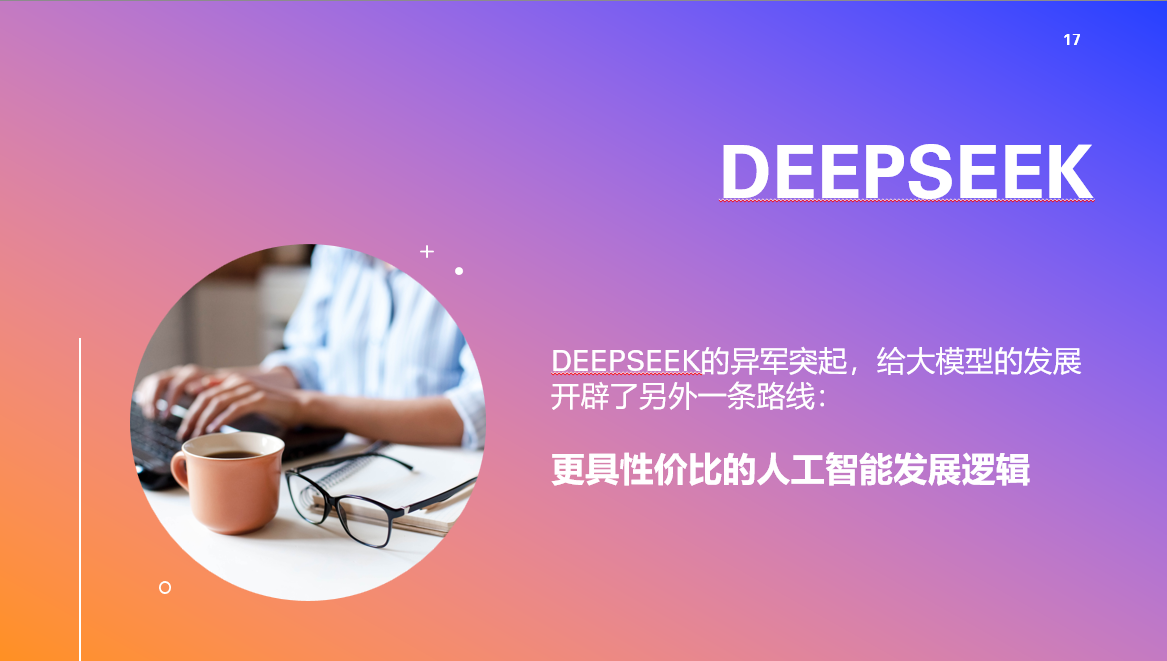 17
DEEPSEEK
DEEPSEEK的异军突起，给大模型的发展
开辟了另外一条路线：
更具性价比的人工智能发展逻辑